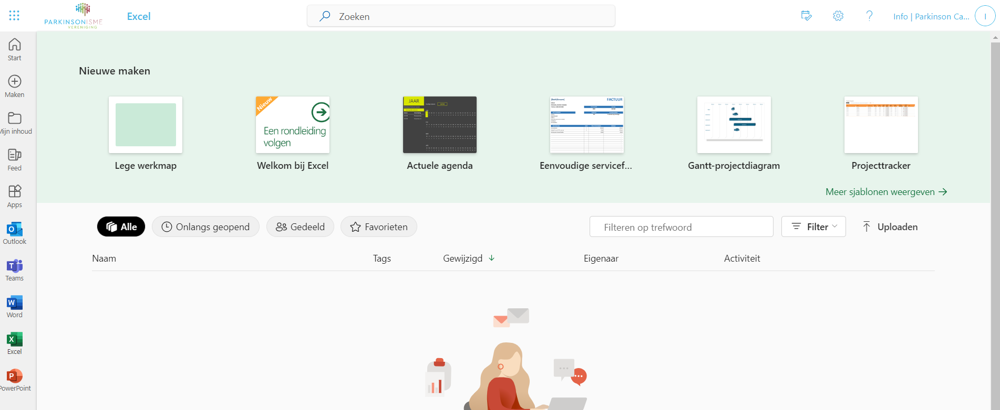 PARKINSONISME
VERENIGING
Excel
Zoeken
Info | Parkinson Ca...
I
Start
Maken
Mijn inhoud
Feed
Apps
Outlook
Teams
Word
Excel
PowerPoint
Nieuwe maken
Nieuw
Een rondleiding
volgen
JAAR
FACTUUR
Lege werkmap
Welkom bij Excel
Actuele agenda
Eenvoudige servicef...
Gantt-projectdiagram
Projecttracker
Meer sjablonen weergeven
Alle
Onlangs geopend
Gedeeld
Favorieten
Filteren op trefwoord
Filter
Uploaden
Naam
Tags
Gewijzigd
Eigenaar
Activiteit